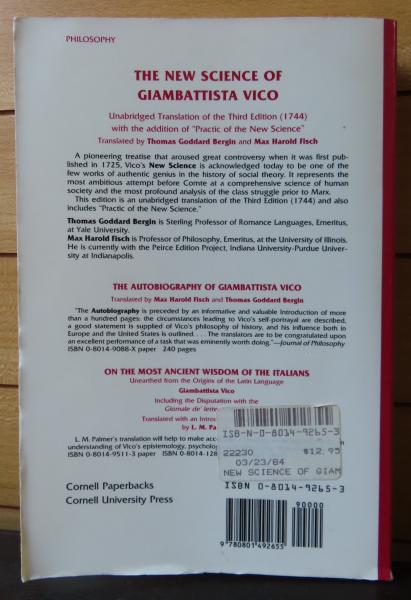 PHILOSOPHY
THE NEW SCIENCE OF
GIAMBATTISTA VICO
Unabridged Translation of the Third Edition (1744)
with the addition of "Practic of the New Science"
Translated by Thomas Goddard Bergin and Max Harold Fisch
A pioneering treatise that aroused great controversy when it was first pub-
lished in 1725, Vico's New Science is acknowledged today to be one of the
few works of authentic genius in the history of social theory. It represents the
most ambitious attempt before Comte at a comprehensive science of human
society and the most profound analysis of the class struggle prior to Marx.
This edition is an unabridged translation of the Third Edition (1744) and also
includes "Practic of the New Science."
Thomas Goddard Bergin is Sterling Professor of Romance Languages, Emeritus,
at Yale University.
Max Harold Fisch is Professor of Philosophy, Emeritus, at the University of Illinois.
He is currently with the Peirce Edition Project, Indiana University-Purdue Univer-
sity at Indianapolis.
THE AUTOBIOGRAPHY OF GIAMBATTISTA VICO
Translated by Max Harold Fisch and Thomas Goddard Bergin
"The Autobiography is preceded by an informative and valuable Introduction of more
than a hundred pages: the circumstances leading to Vico's self-portrayal are described,
a good statement is supplied of Vico's philosophy of history, and his influence both in
Europe and the United States is outlined. . . . The translators are to be congratulated upon
an excellent performance of a task that was eminently worth doing."—Journal of Philosophy
ISBN 0-8014-9088-X paper 240 pages
ON THE MOST ANCIENT WISDOM OF THE ITALIANS
Unearthed from the Origins of the Latin Language
Giambattista Vico
Including the Disputation with the
Giornale de' lette
Translated with an Introd
by L. M. Pa
L. M. Palmer's translation will help to make acc
understanding of Vico's epistemology, psycholog
ISBN 0-8014-9511-3 paper ISBN 0-8014-128
ISB-N-0-8014-9265-3
22230 $12.95
03/23/84
NEW SCIENCE OF GIAM
ISBN 0-8014-9265-3
Cornell Paperbacks
Cornell University Press
90000
9780801492655